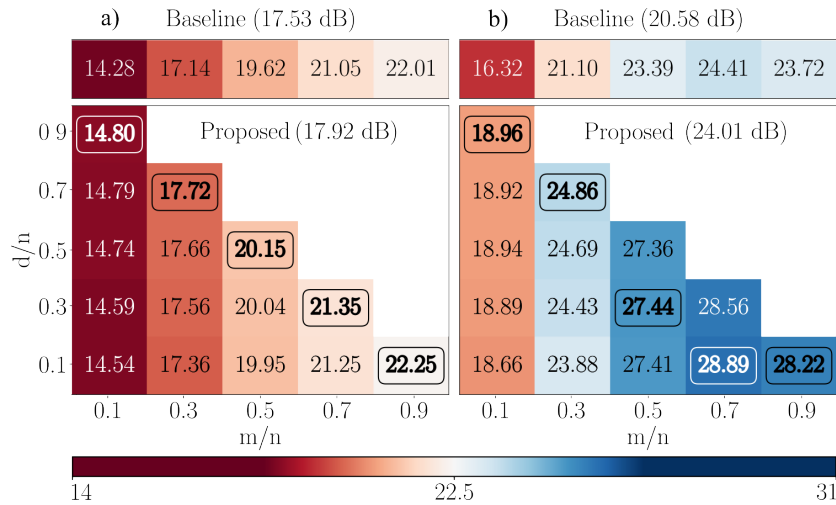 a) Baseline (17.53 dB)
14.28 17.14 19.62 21.05 22.01
Proposed (17.92 dB)
d/n
0 9 14.80
0.7 14.79 17.72
0.5 14.74 17.66 20.15
0.3 14.59 17.56 20.04 21.35
0.1 14.54 17.36 19.95 21.25 22.25
0.1 0.3 0.5 0.7 0.9
m/n
b) Baseline (20.58 dB)
16.32 21.10 23.39 24.41 23.72
Proposed (24.01 dB)
18.96
18.92 24.86
18.94 24.69 27.36
18.89 24.43 27.44 28.56
18.66 23.88 27.41 28.89 28.22
0.1 0.3 0.5 0.7 0.9
m/n
14 22.5 31